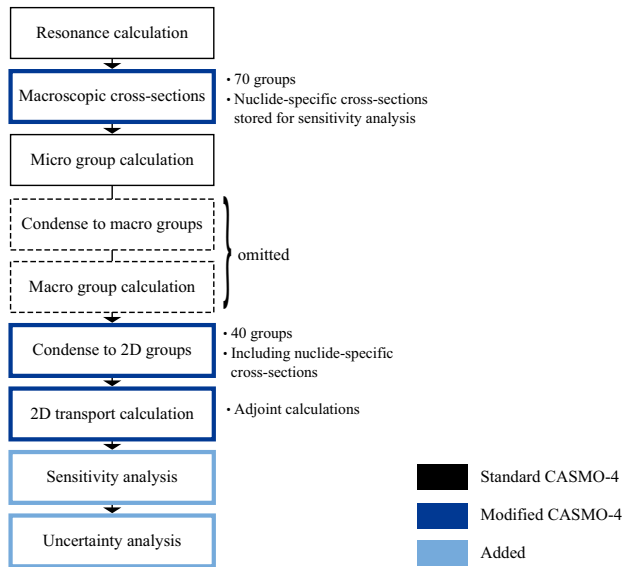 Resonance calculation
Macroscopic cross-sections
• 70 groups
• Nuclide-specific cross-sections
stored for sensitivity analysis
Micro group calculation
Condense to macro groups
omitted
Macro group calculation
Condense to 2D groups
• 40 groups
• Including nuclide-specific
cross-sections
2D transport calculation
• Adjoint calculations
Sensitivity analysis
Uncertainty analysis
Standard CASMO-4
Modified CASMO-4
Added